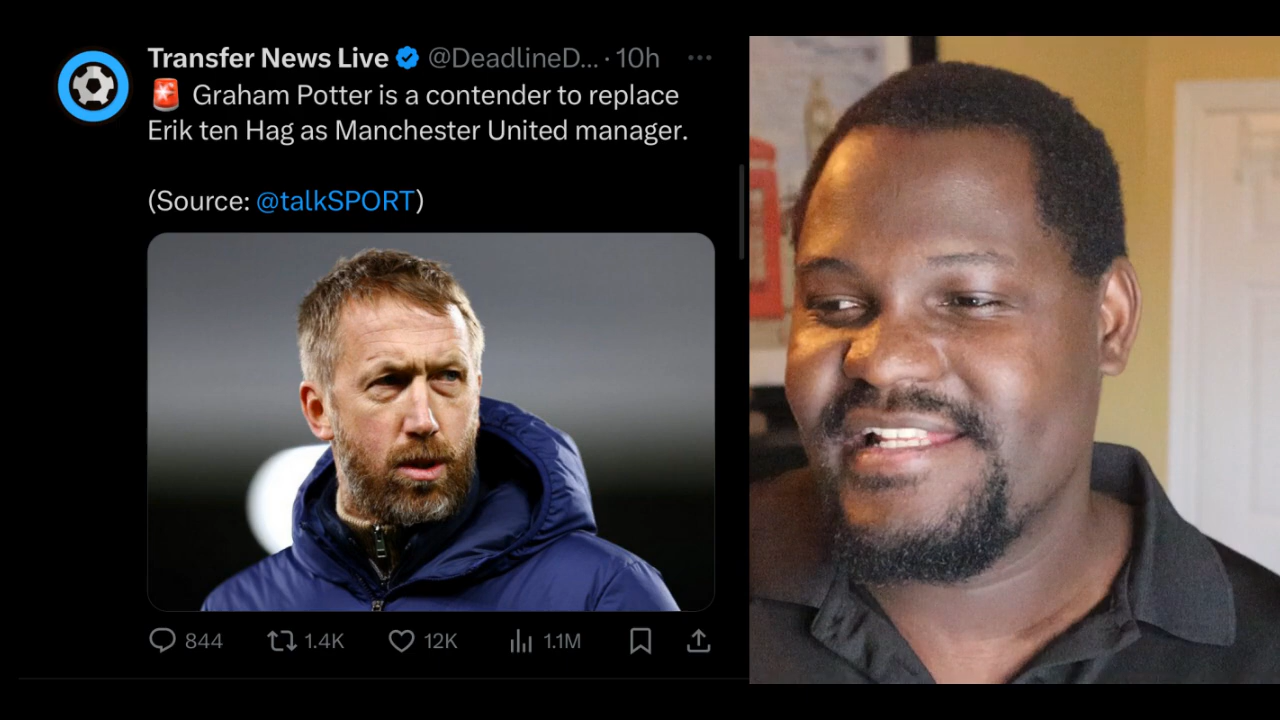 Transfer News Live @DeadlineD... · 10h
🚨 Graham Potter is a contender to replace
Erik ten Hag as Manchester United manager.
(Source: @talkSPORT)
844 1.4K 12K 1.1M